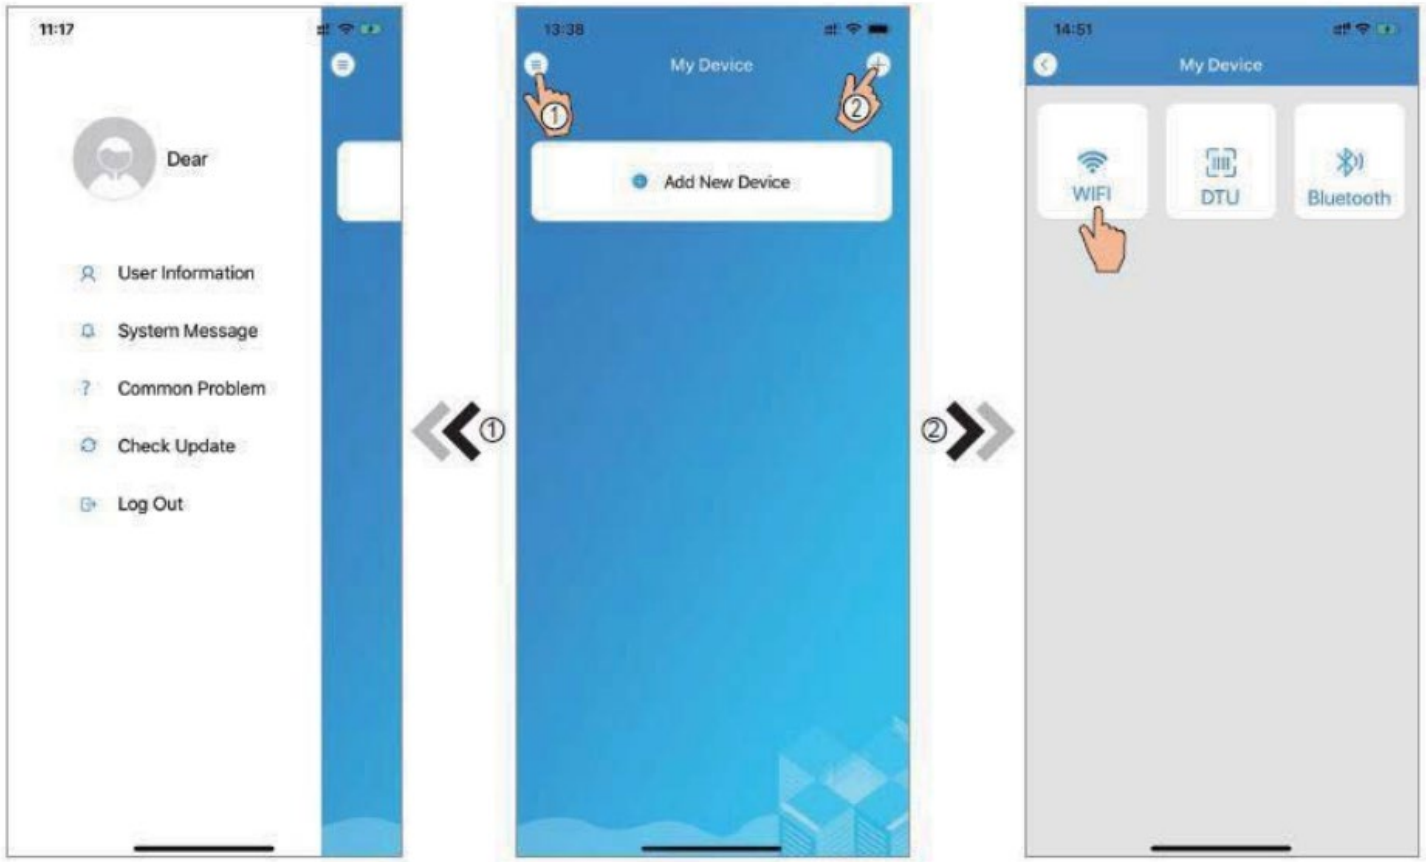 11:17
Dear
User Information
System Message
? Common Problem
Check Update
Log Out
①
13:38
My Device
①
②
Add New Device
②
14:51
My Device
WIFI
DTU
Bluetooth